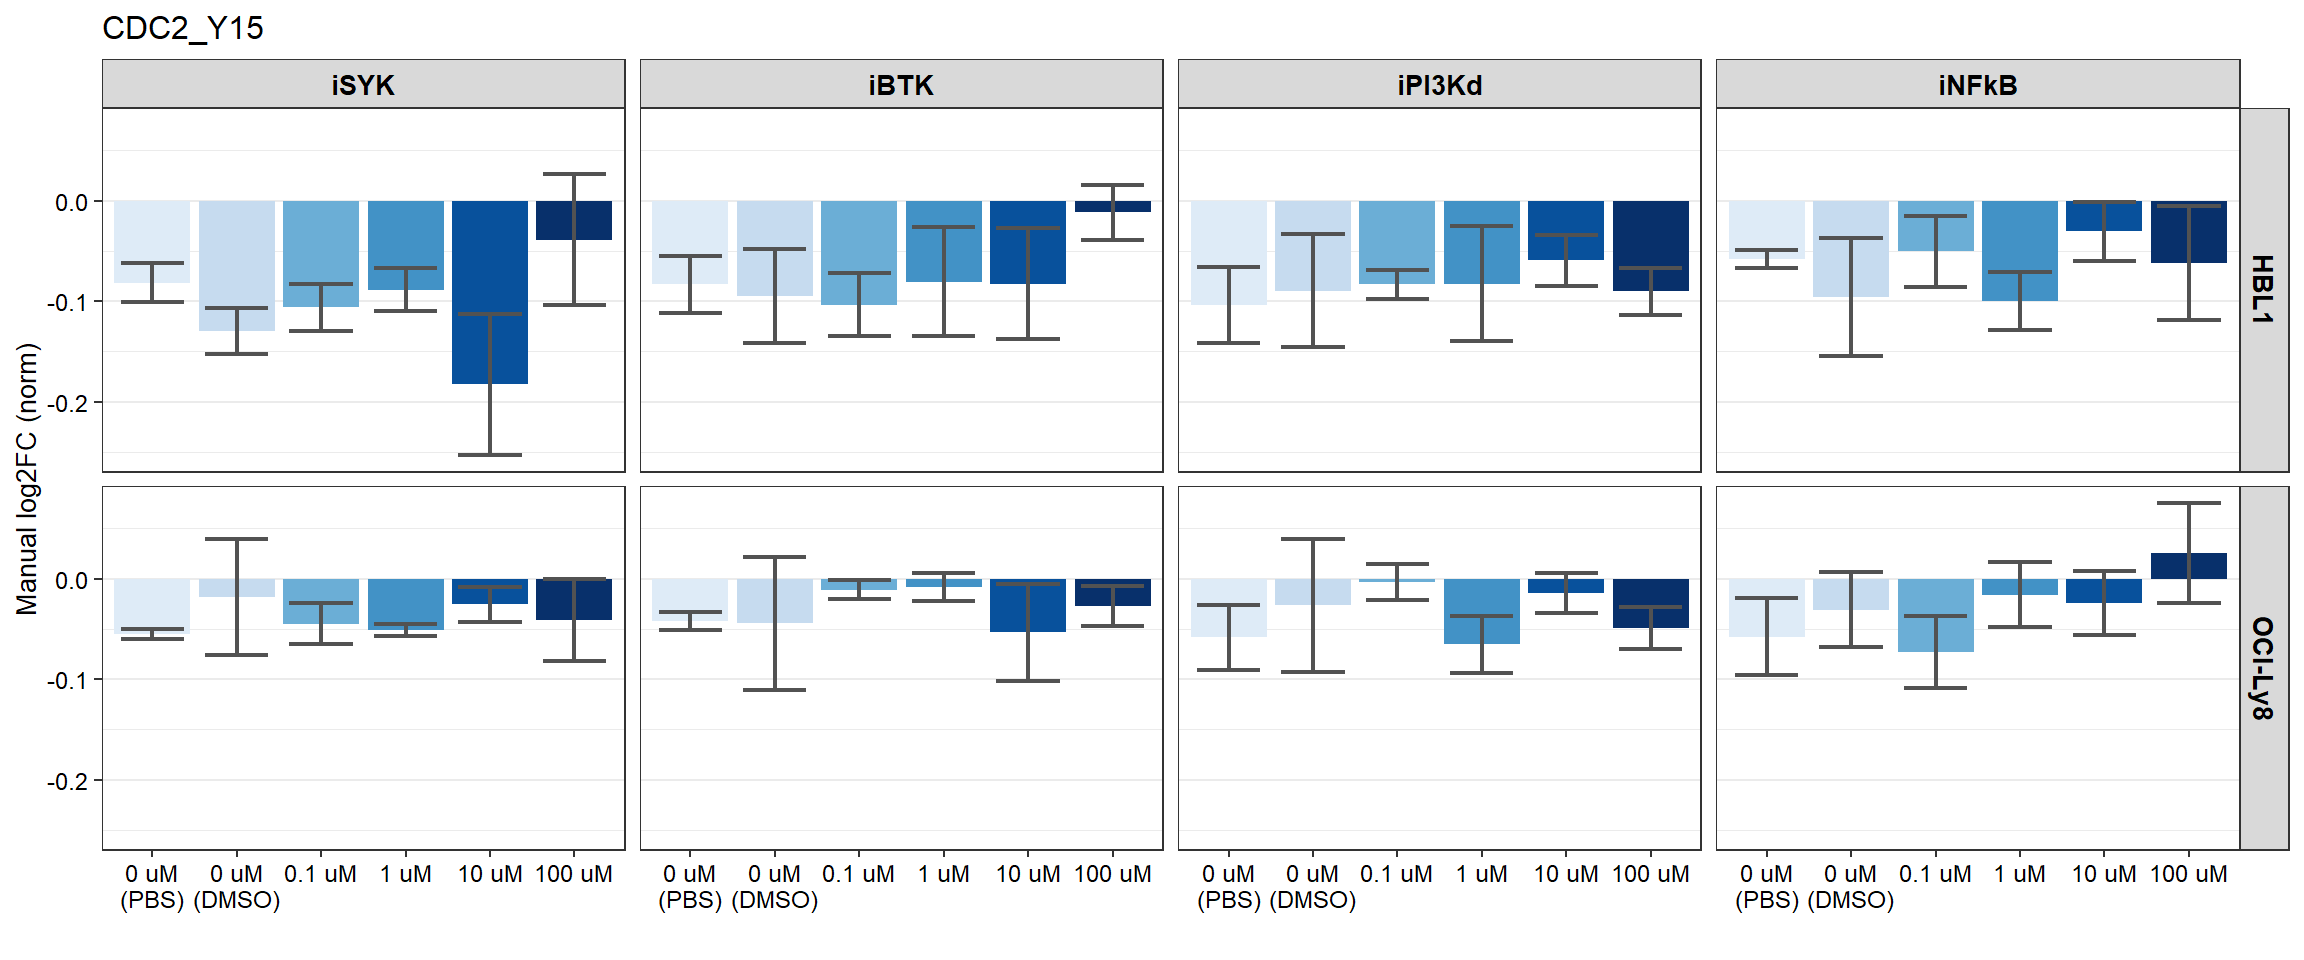 CDC2_Y15
iSYK
iBTK
iPI3Kd
iNFkB
HBL1
OCI-Ly8
Manual log2FC (norm)
0.0
-0.1
-0.2
0.0
-0.1
-0.2
0 uM (PBS) 0 uM (DMSO) 0.1 uM 1 uM 10 uM 100 uM
0 uM (PBS) 0 uM (DMSO) 0.1 uM 1 uM 10 uM 100 uM
0 uM (PBS) 0 uM (DMSO) 0.1 uM 1 uM 10 uM 100 uM
0 uM (PBS) 0 uM (DMSO) 0.1 uM 1 uM 10 uM 100 uM